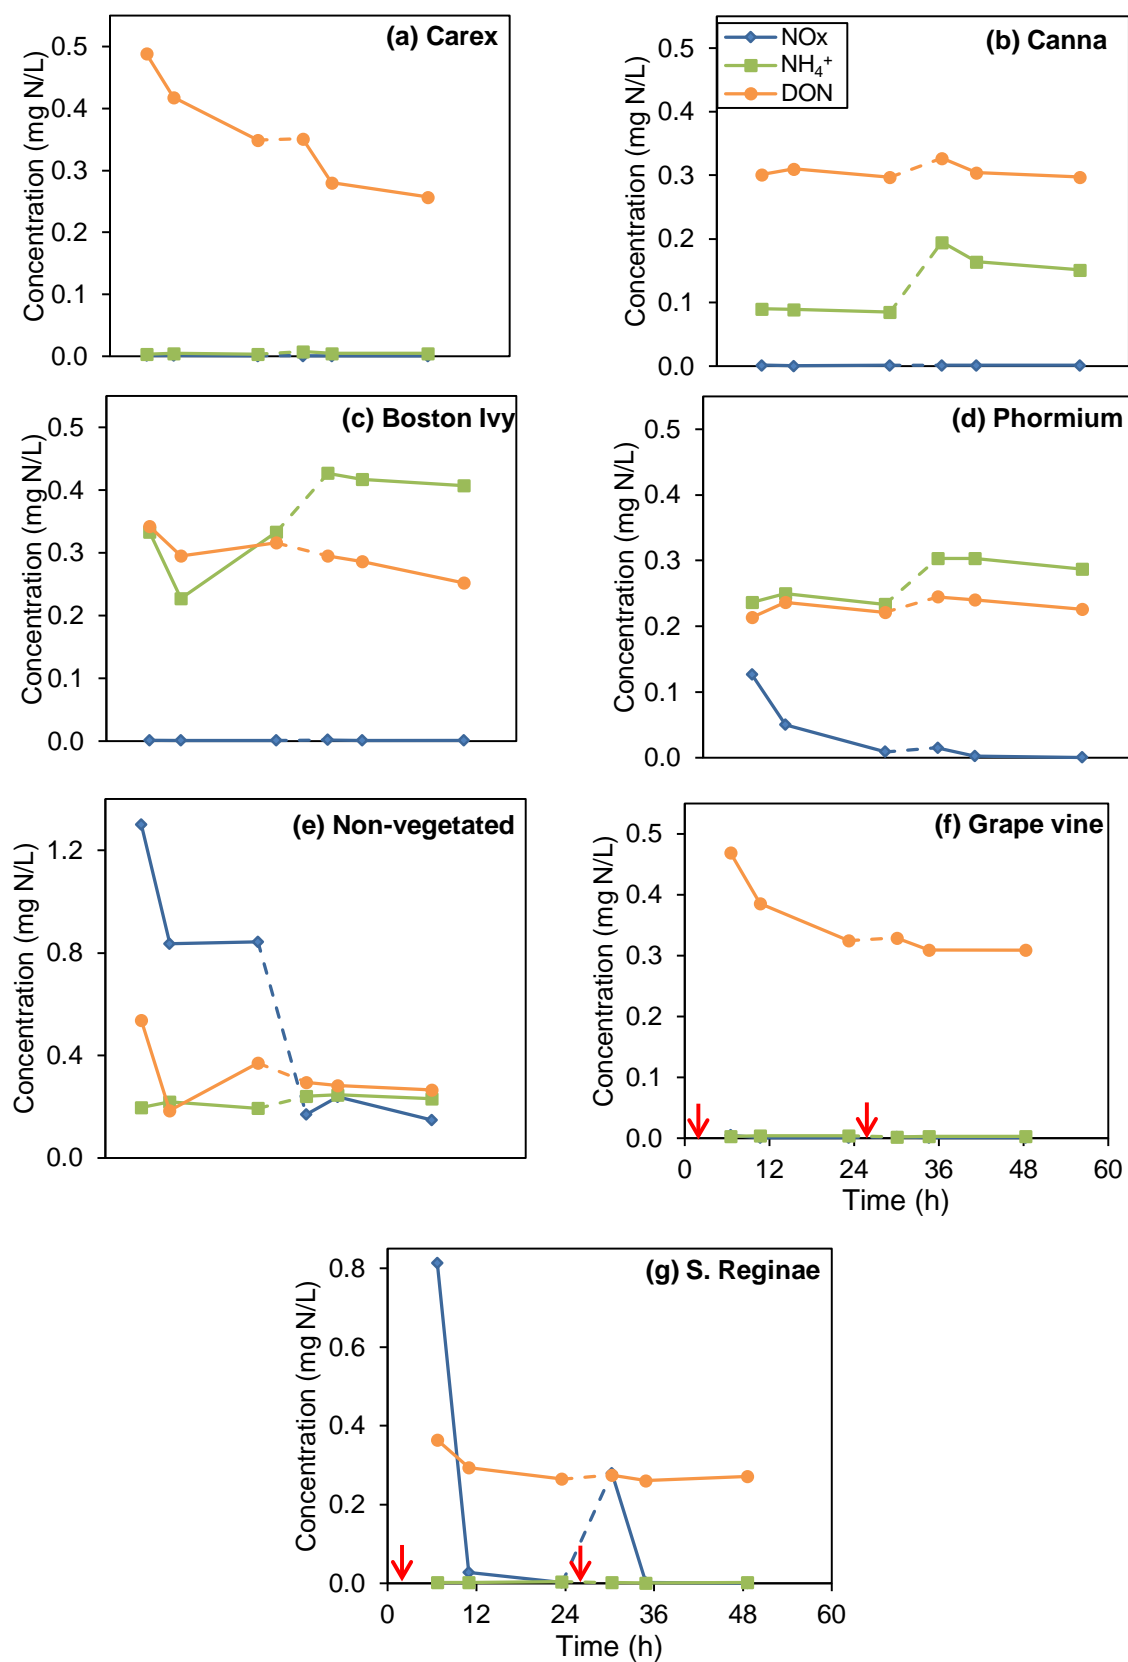 (a) Carex
Concentration (mg N/L)
0.5
0.4
0.3
0.2
0.1
0.0
(b) Canna
NOx
NH₄⁺
DON
Concentration (mg N/L)
0.5
0.4
0.3
0.2
0.1
0.0
(c) Boston Ivy
Concentration (mg N/L)
0.5
0.4
0.3
0.2
0.1
0.0
(d) Phormium
Concentration (mg N/L)
0.5
0.4
0.3
0.2
0.1
0.0
(e) Non-vegetated
Concentration (mg N/L)
1.2
0.8
0.4
0.0
(f) Grape vine
Concentration (mg N/L)
0.5
0.4
0.3
0.2
0.1
0.0
0 12 24 36 48 60
Time (h)
(g) S. Reginae
Concentration (mg N/L)
0.8
0.6
0.4
0.2
0.0
0 12 24 36 48 60
Time (h)